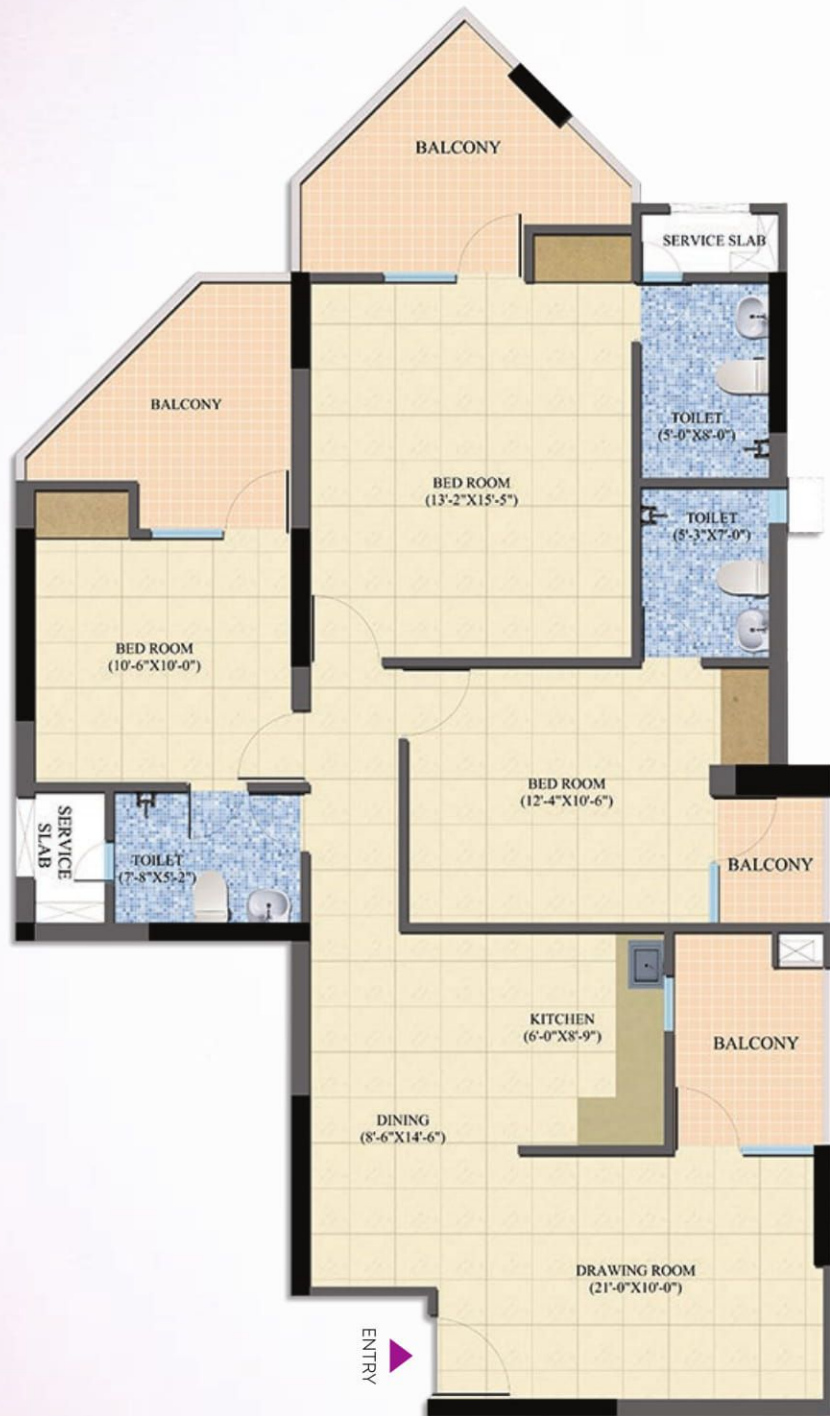 BALCONY
SERVICE SLAB
BALCONY
TOILET
(5'-0"X8'-0")
BED ROOM
(13'-2"X15'-5")
TOILET
(5'-3"X7'-0")
BED ROOM
(10'-6"X10'-0")
BED ROOM
(12'-4"X10'-6")
SERVICE
SLAB
TOILET
(7'-8"X5'-2")
BALCONY
KITCHEN
(6'-0"X8'-9")
BALCONY
DINING
(8'-6"X14'-6")
DRAWING ROOM
(21'-0"X10'-0")
ENTRY